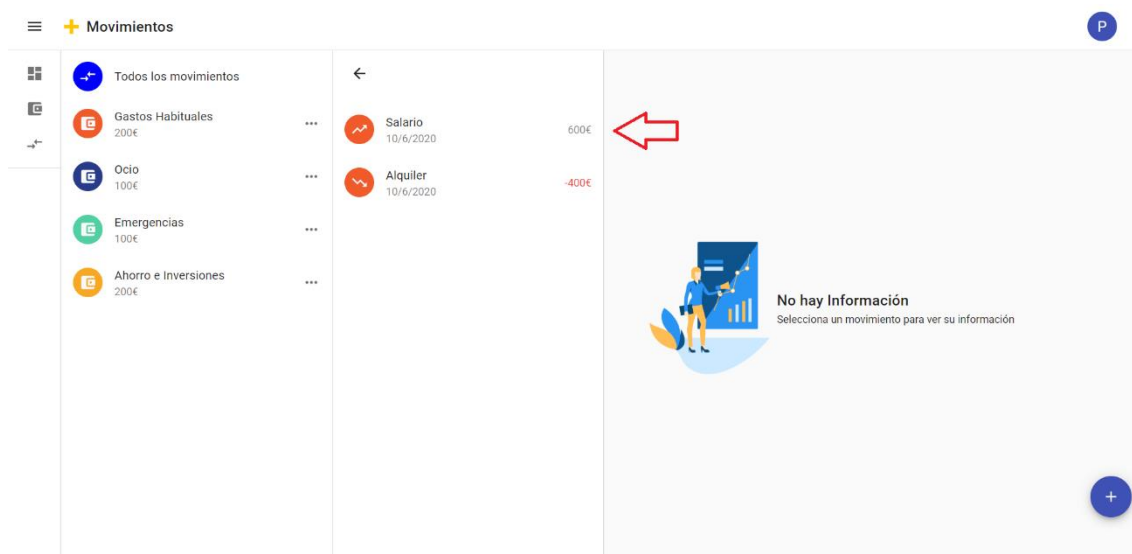 Movimientos
P
Todos los movimientos
Gastos Habituales
200€
Ocio
100€
Emergencias
100€
Ahorro e Inversiones
200€
Salario
10/6/2020
600€
Alquiler
10/6/2020
-400€
No hay Información
Selecciona un movimiento para ver su información